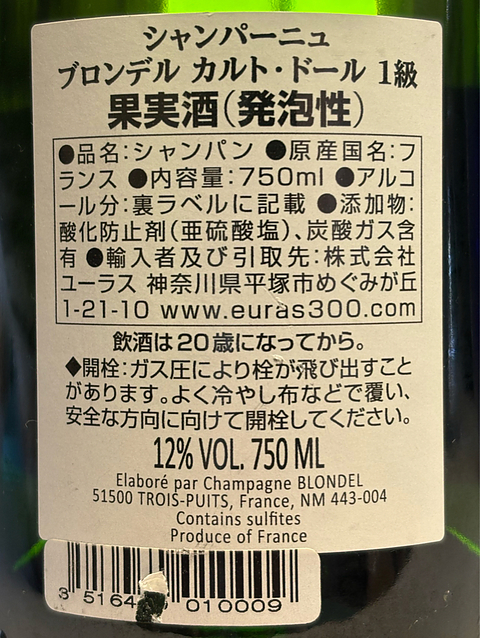 シャンパーニュ
ブロンデル カルト・ドール 1級
果実酒(発泡性)
●品名:シャンパン ●原産国名:フ
ランス ●内容量:750ml ●アルコ
ール分:裏ラベルに記載 ●添加物:
酸化防止剤(亜硫酸塩)、炭酸ガス含
有 ●輸入者及び引取先:株式会社
ユーラス 神奈川県平塚市めぐみが丘
1-21-10 www.euras300.com
飲酒は20歳になってから。
◆開栓:ガス圧により栓が飛び出すこと
があります。よく冷やし布などで覆い、
安全な方向に向けて開栓してください。
12% VOL. 750 ML
Elaboré par Champagne BLONDEL
51500 TROIS-PUITS, France, NM 443-004
Contains sulfites
Produce of France
3 5164 010009